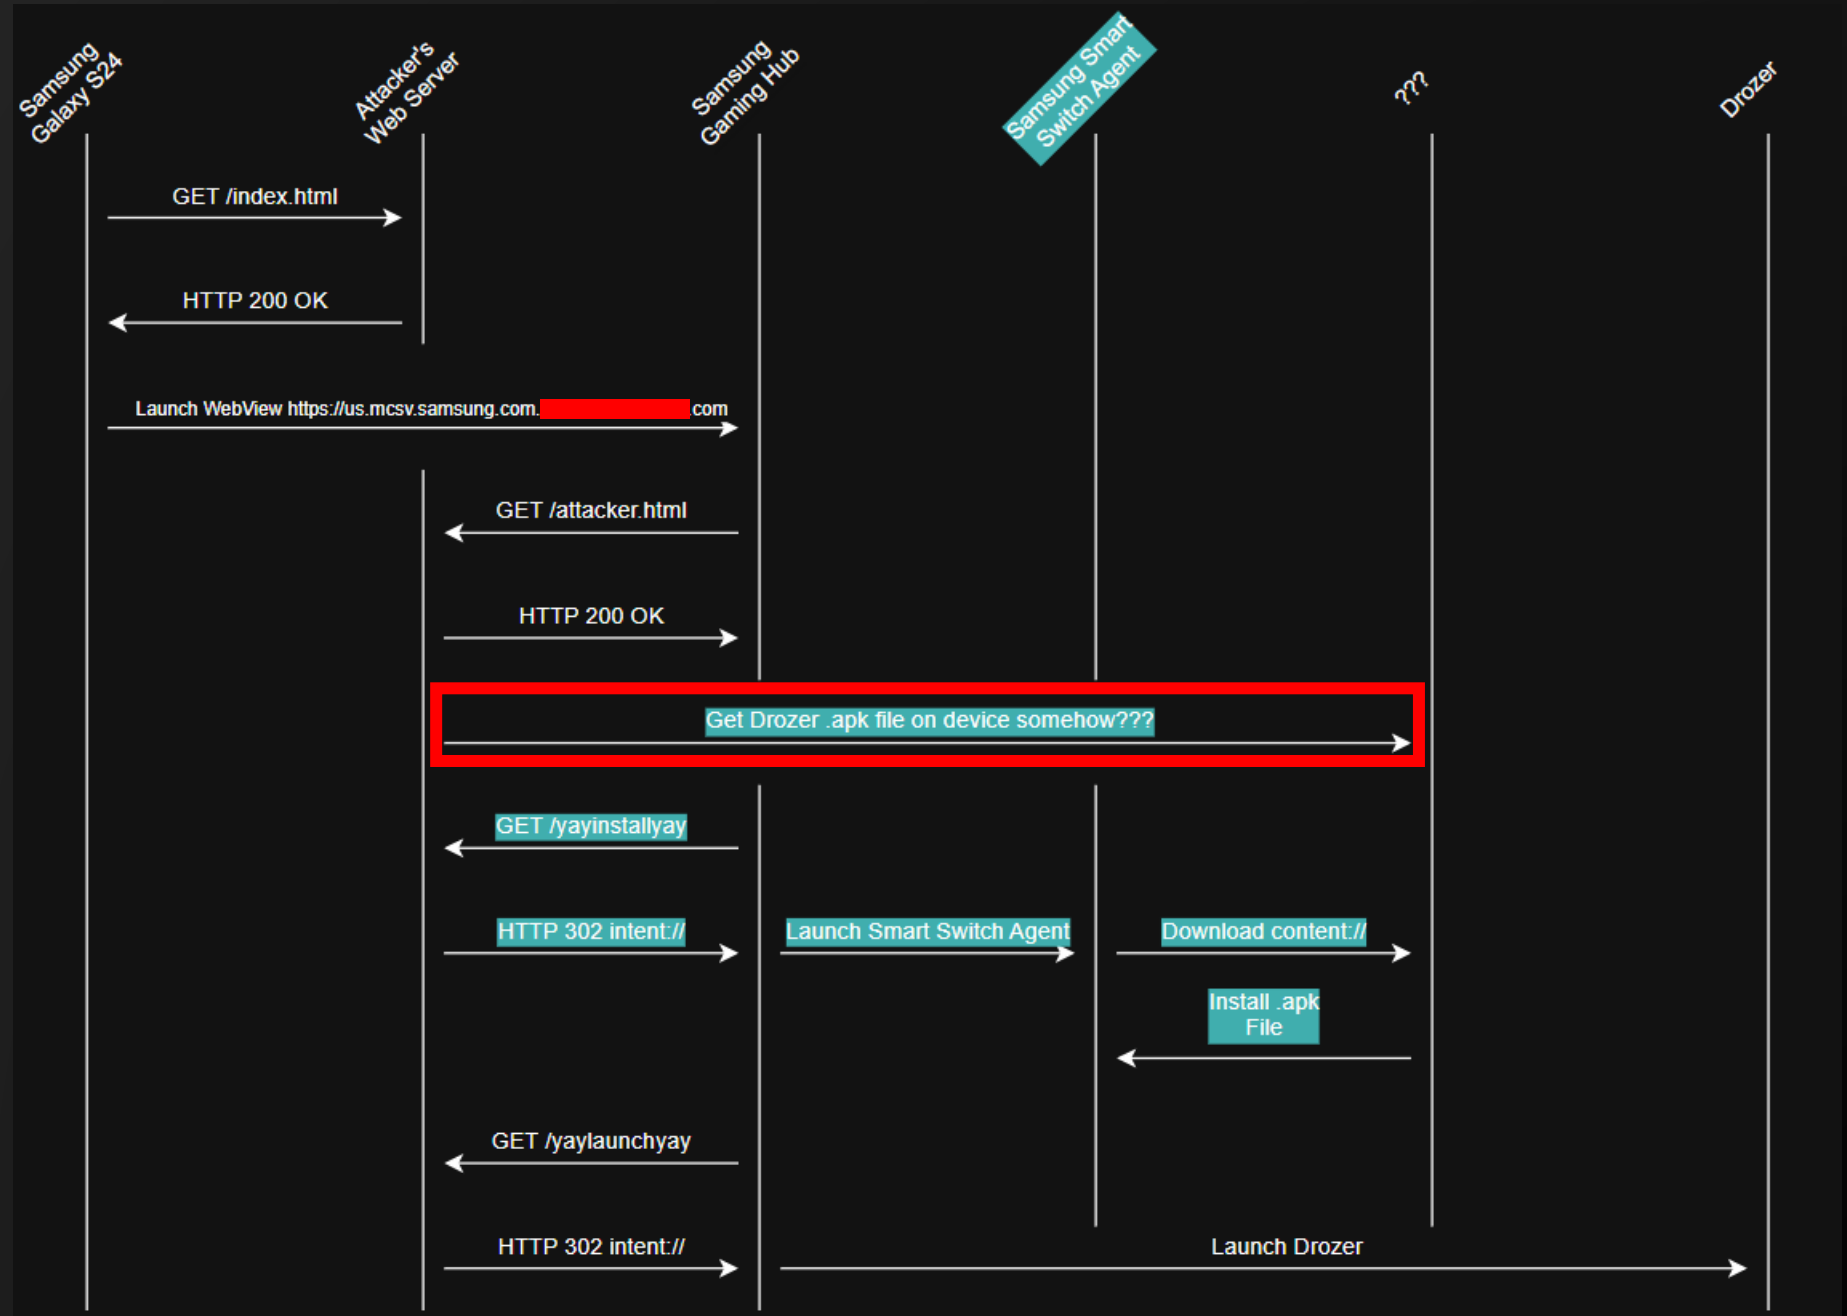 Samsung
Galaxy S24
Attacker's
Web Server
Samsung
Gaming Hub
Samsung Smart
Switch Agent
???
Drozer
GET /index.html
HTTP 200 OK
Launch WebView https://us.mcsv.samsung.com. .com
GET /attacker.html
HTTP 200 OK
Get Drozer .apk file on device somehow???
GET /yayinstallyay
HTTP 302 intent://
Launch Smart Switch Agent
Download content://
Install .apk
File
GET /yaylaunchyay
HTTP 302 intent://
Launch Drozer